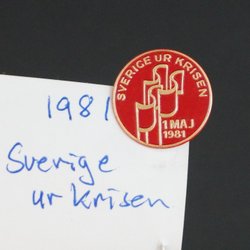 SVERIGE UR KRISEN
1 MAJ
1981
1981
Sverige
ur krisen